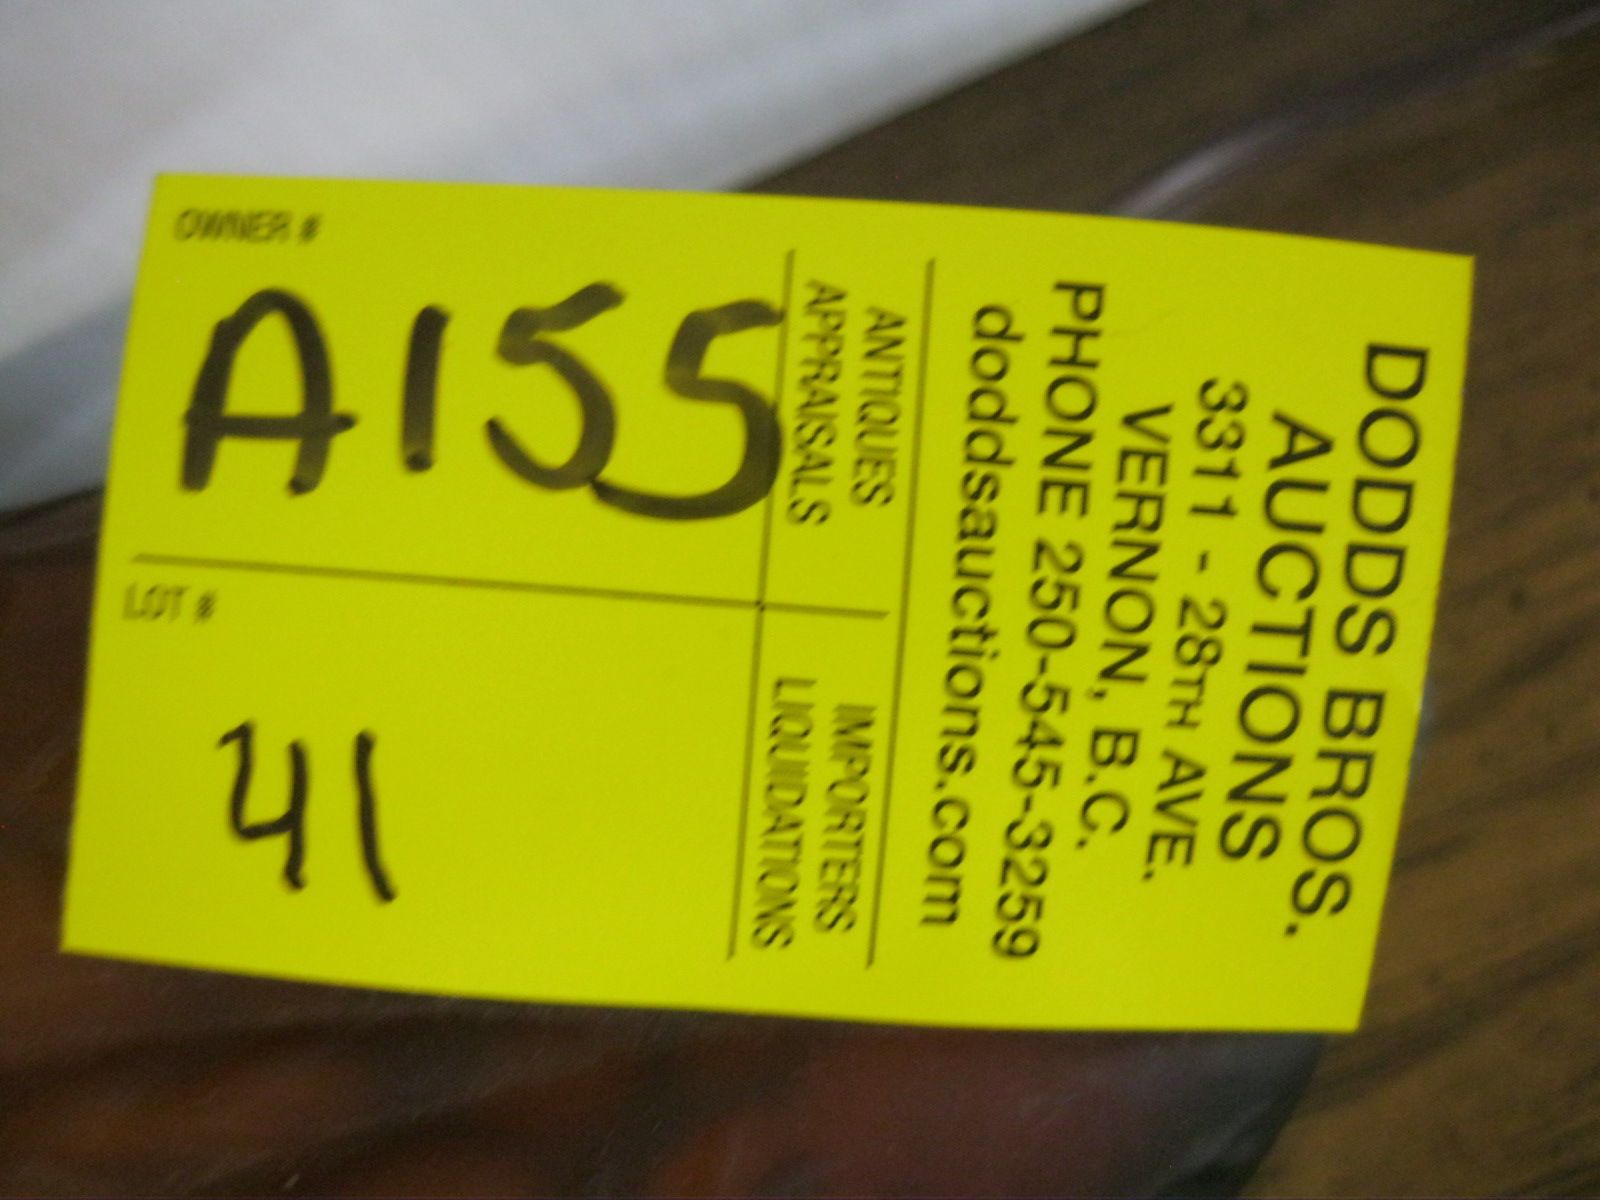 DODDS BROS.
AUCTIONS
3311 - 28TH AVE.
VERNON, B.C.
PHONE 250-545-3259
doddsauctions.com
ANTIQUES
APPRAISALS
IMPORTERS
LIQUIDATIONS
OWNER #
A155
LOT #
41